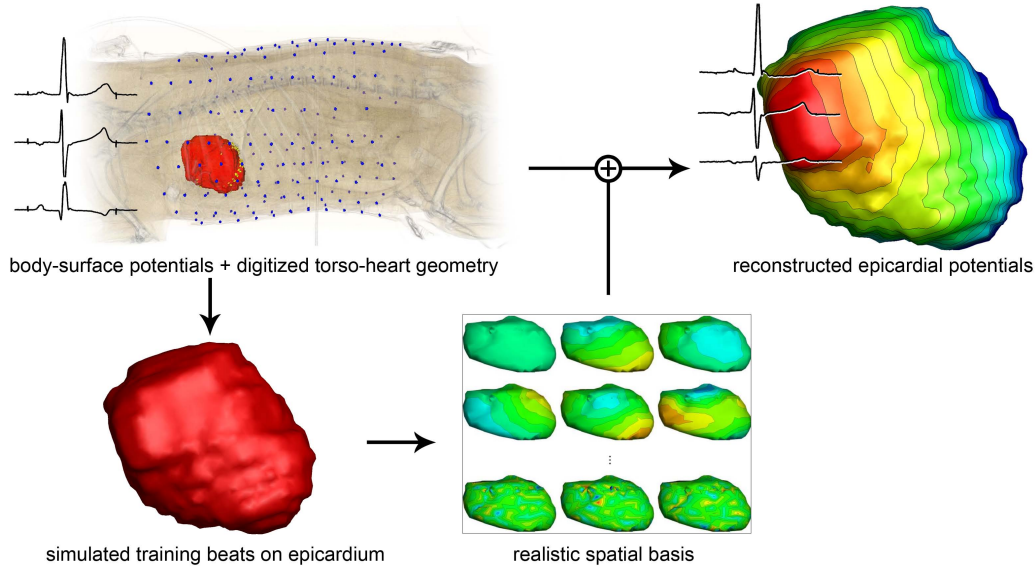 body-surface potentials + digitized torso-heart geometry
reconstructed epicardial potentials
simulated training beats on epicardium
realistic spatial basis